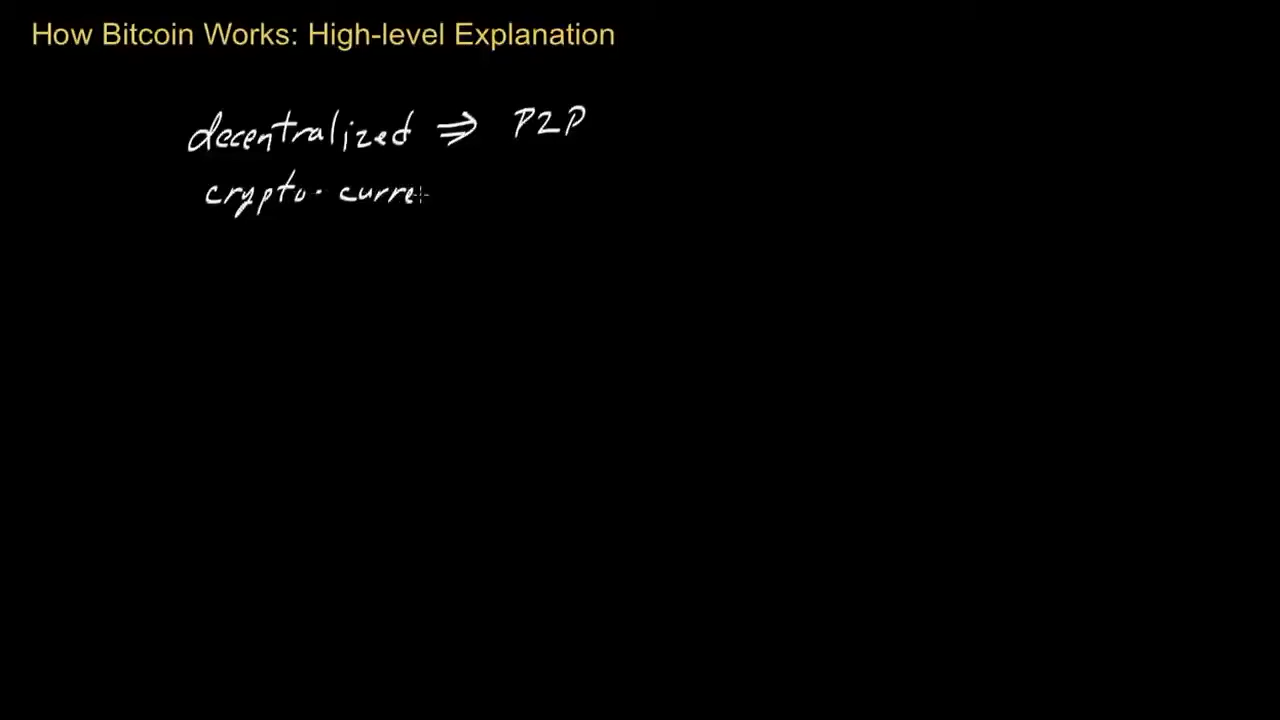 How Bitcoin Works: High-level Explanation
decentralized ⇒ P2P
crypto-curre